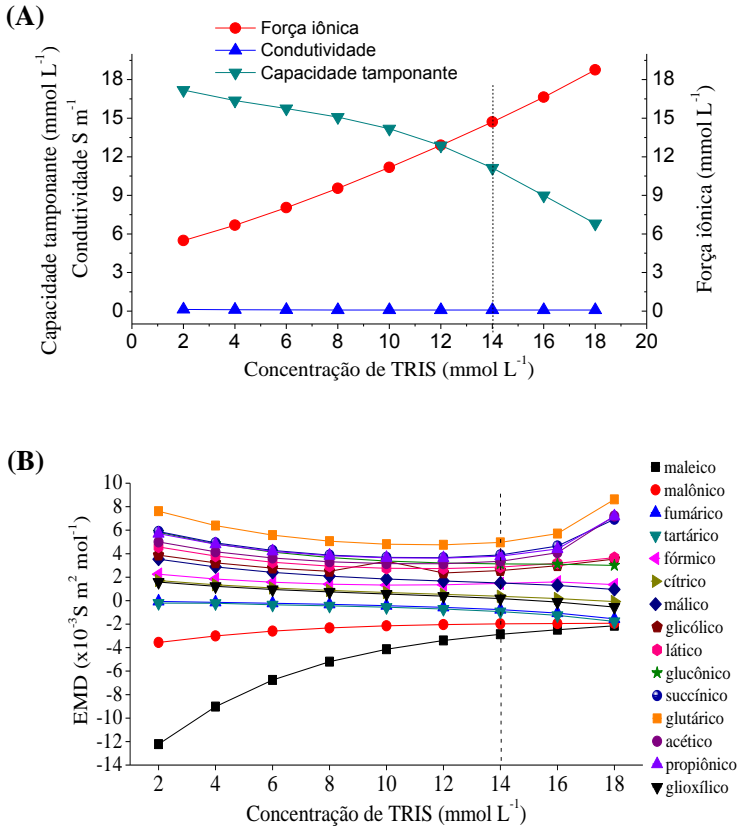 (A)
Força iônica
Condutividade
Capacidade tamponante
Capacidade tamponante (mmol L⁻¹)
Condutividade S m⁻¹
18
15
12
9
6
3
0
18
15
12
9
6
3
0
Força iônica (mmol L⁻¹)
0 2 4 6 8 10 12 14 16 18 20
Concentração de TRIS (mmol L⁻¹)
(B)
EMD (x10⁻³S m² mol⁻¹)
10
8
6
4
2
0
-2
-4
-6
-8
-10
-12
-14
2 4 6 8 10 12 14 16 18
Concentração de TRIS (mmol L⁻¹)
maleico
malônico
fumárico
tartárico
fórmico
cítrico
málico
glicólico
lático
glucônico
succínico
glutárico
acético
propiônico
glioxílico